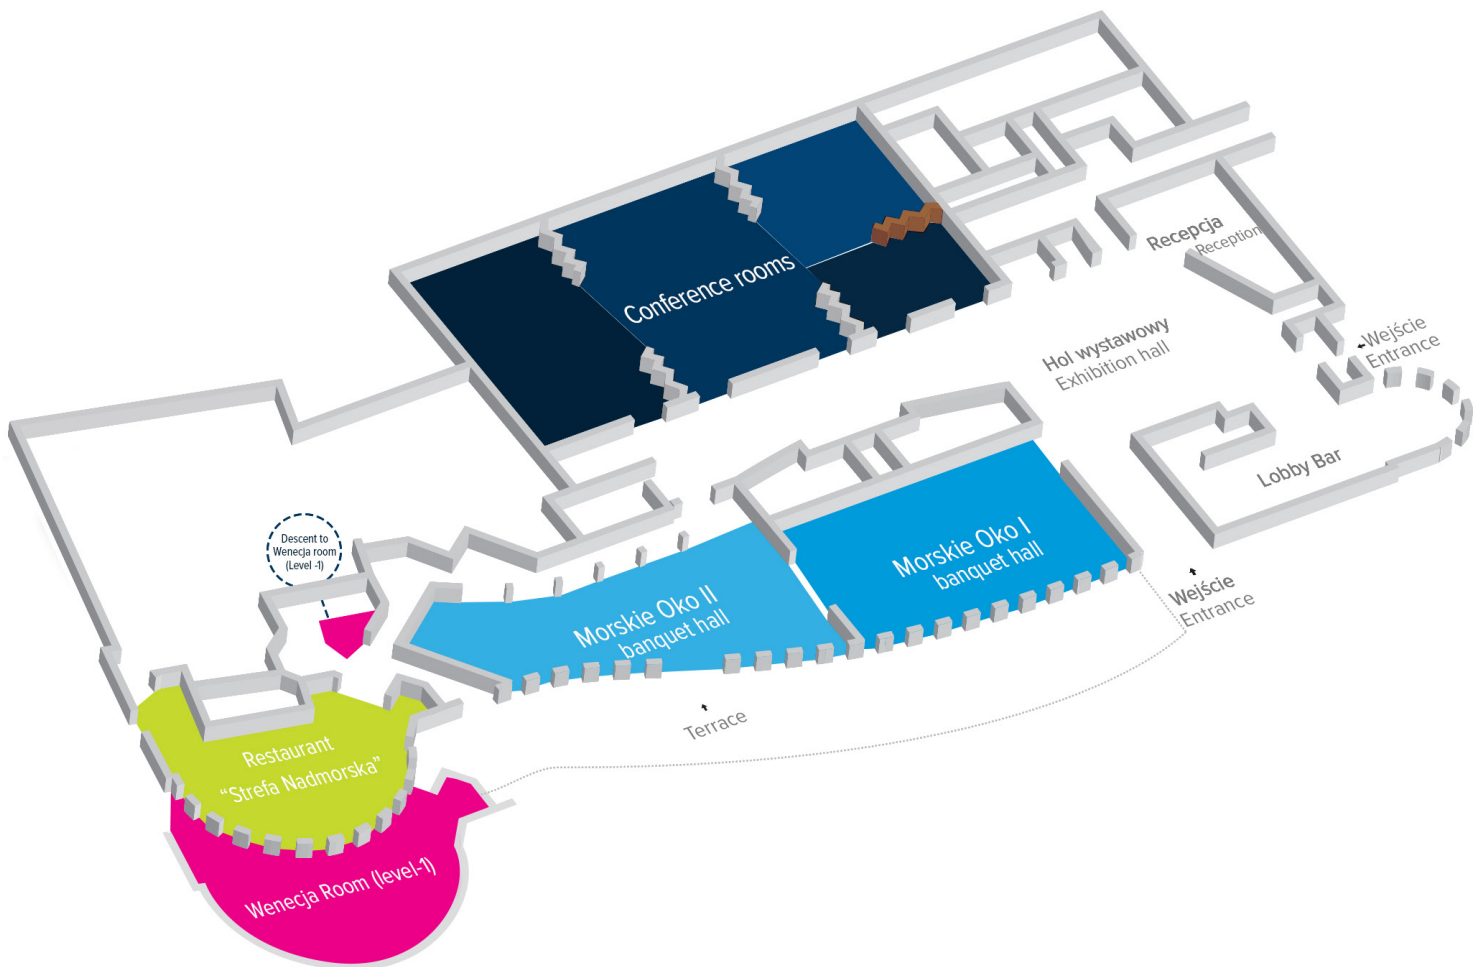 Conference rooms
Recepcja
Reception
Hol wystawowy
Exhibition hall
Wejście
Entrance
Lobby Bar
Descent to
Wenecja room
(Level -1)
Morskie Oko I
banquet hall
Morskie Oko II
banquet hall
Wejście
Entrance
Terrace
Restaurant
“Strefa Nadmorska”
Wenecja Room (level-1)